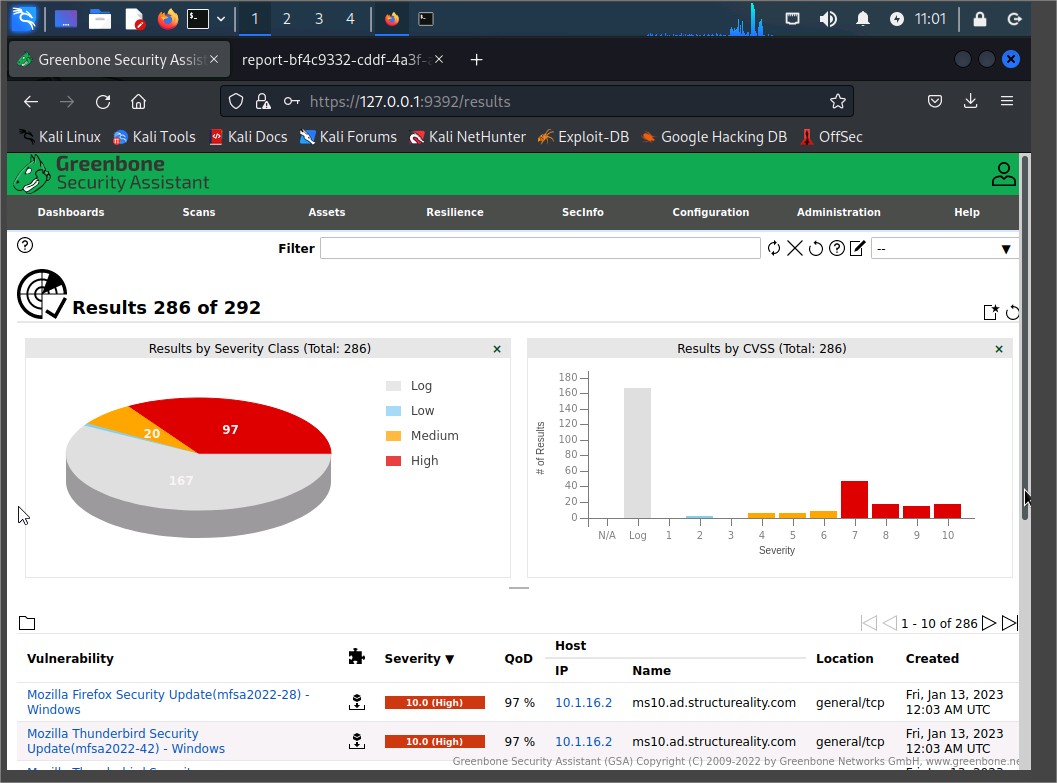 1 2 3 4 11:01
Greenbone Security Assis × report-bf4c9332-cddf-4a3f- × +
https://127.0.0.1:9392/results
Kali Linux Kali Tools Kali Docs Kali Forums Kali NetHunter Exploit-DB Google Hacking DB OffSec
Greenbone
Security Assistant
Dashboards Scans Assets Resilience SecInfo Configuration Administration Help
Filter --
Results 286 of 292
Results by Severity Class (Total: 286) ×
97
20
167
Log
Low
Medium
High
Results by CVSS (Total: 286) ×
# of Results
180
160
140
120
100
80
60
40
20
0
N/A Log 1 2 3 4 5 6 7 8 9 10
Severity
1 - 10 of 286
Vulnerability Severity ▼ QoD Host Location Created
IP Name
Mozilla Firefox Security Update(mfsa2022-28) -
Windows
10.0 (High) 97 % 10.1.16.2 ms10.ad.structureality.com general/tcp
Fri, Jan 13, 2023
12:03 AM UTC
Mozilla Thunderbird Security
Update(mfsa2022-42) - Windows
10.0 (High) 97 % 10.1.16.2 ms10.ad.structureality.com general/tcp
Fri, Jan 13, 2023
12:03 AM UTC
Greenbone Security Assistant (GSA) Copyright (C) 2009-2022 by Greenbone Networks GmbH, www.greenbone.ne